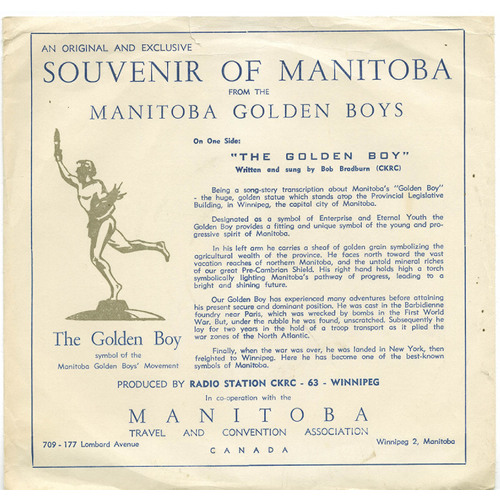 AN ORIGINAL AND EXCLUSIVE
SOUVENIR OF MANITOBA
FROM THE
MANITOBA GOLDEN BOYS
On One Side:
"THE GOLDEN BOY"
Written and sung by Bob Bradburn (CKRC)
Being a song-story transcription about Manitoba's "Golden Boy"
- the huge, golden statue which stands atop the Provincial Legislative
Building, in Winnipeg, the capital city of Manitoba.
Designated as a symbol of Enterprise and Eternal Youth the
Golden Boy provides a fitting and unique symbol of the young and pro-
gressive spirit of Manitoba.
In his left arm he carries a sheaf of golden grain symbolizing the
agricultural wealth of the province. He faces north toward the vast
vacation reaches of northern Manitoba, and the untold mineral riches
of our great Pre-Cambrian Shield. His right hand holds high a torch
symbolically lighting Manitoba's pathway of progress, leading to a
bright and shining future.
Our Golden Boy has experienced many adventures before attaining
his present secure and dominant position. He was cast in the Barbidienne
foundry near Paris, which was wrecked by bombs in the First World
War. But, under the rubble he was found, unscratched. Subsequently he
lay for two years in the hold of a troop transport as it plied the
war zones of the North Atlantic.
Finally, when the war was over, he was landed in New York, then
freighted to Winnipeg. Here he has become one of the best-known
symbols of Manitoba.
The Golden Boy
symbol of the
Manitoba Golden Boys' Movement
PRODUCED BY RADIO STATION CKRC - 63 - WINNIPEG
In co-operation with the
MANITOBA
TRAVEL AND CONVENTION ASSOCIATION
709 - 177 Lombard Avenue
Winnipeg 2, Manitoba
CANADA